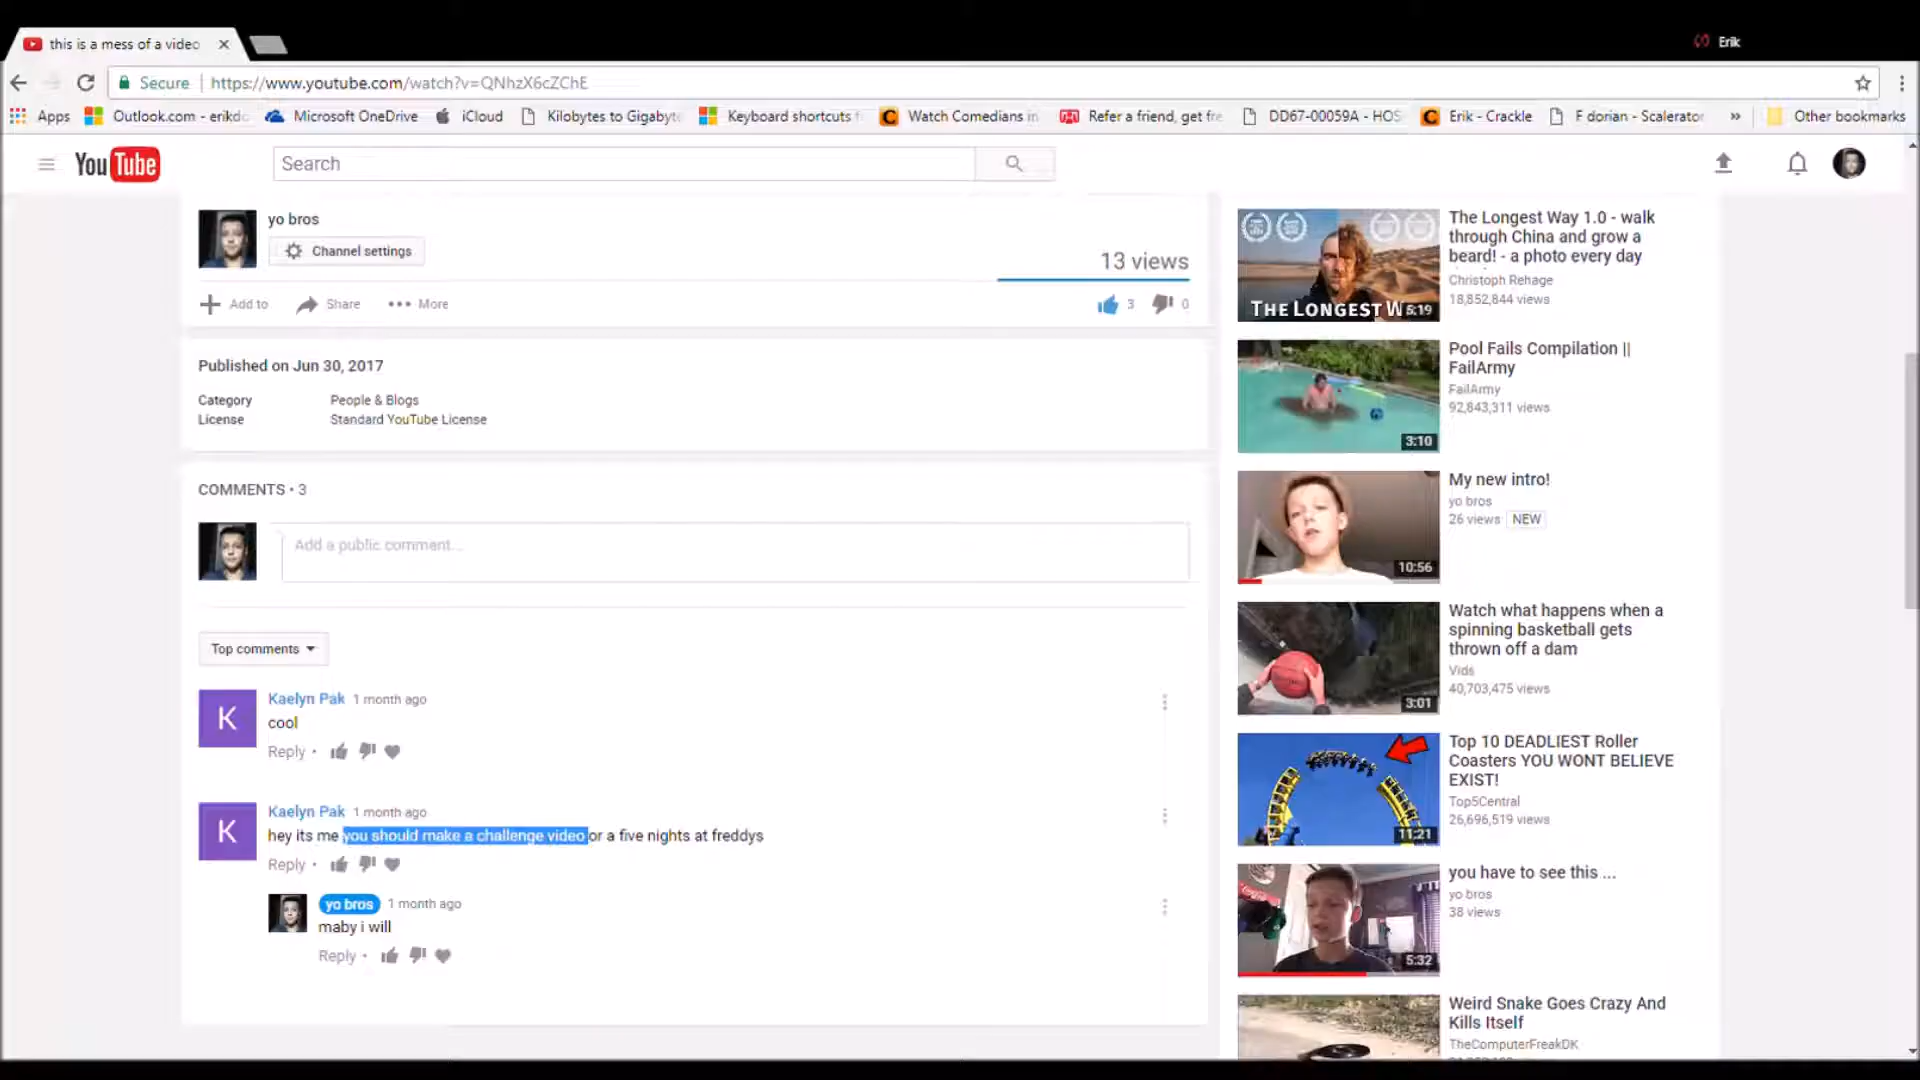 this is a mess of a video
Erik
Secure https://www.youtube.com/watch?v=QNhzX6cZChE
Apps Outlook.com - erikdo Microsoft OneDrive iCloud Kilobytes to Gigabyte Keyboard shortcuts Watch Comedians in Refer a friend, get fre DD67-00059A - HOS Erik - Crackle F dorian - Scalerator » Other bookmarks
YouTube
Search
yo bros
Channel settings
13 views
Add to Share More
3 0
Published on Jun 30, 2017
Category People & Blogs
License Standard YouTube License
COMMENTS • 3
Add a public comment...
Top comments
K
Kaelyn Pak 1 month ago
cool
Reply •
K
Kaelyn Pak 1 month ago
hey its me you should make a challenge video or a five nights at freddys
Reply •
yo bros 1 month ago
maby i will
Reply •
THE LONGEST W
5:19
The Longest Way 1.0 - walk
through China and grow a
beard! - a photo every day
Christoph Rehage
18,852,844 views
3:10
Pool Fails Compilation ||
FailArmy
FailArmy
92,843,311 views
10:56
My new intro!
yo bros
26 views NEW
3:01
Watch what happens when a
spinning basketball gets
thrown off a dam
Vids
40,703,475 views
11:21
Top 10 DEADLIEST Roller
Coasters YOU WONT BELIEVE
EXIST!
Top5Central
26,696,519 views
5:32
you have to see this ...
yo bros
38 views
Weird Snake Goes Crazy And
Kills Itself
TheComputerFreakDK